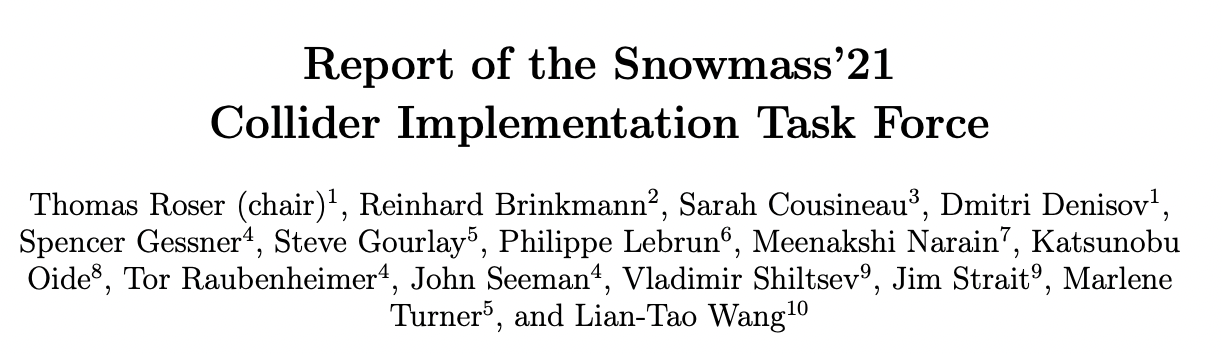 Report of the Snowmass’21
Collider Implementation Task Force
Thomas Roser (chair)¹, Reinhard Brinkmann², Sarah Cousineau³, Dmitri Denisov¹,
Spencer Gessner⁴, Steve Gourlay⁵, Philippe Lebrun⁶, Meenakshi Narain⁷, Katsunobu
Oide⁸, Tor Raubenheimer⁴, John Seeman⁴, Vladimir Shiltsev⁹, Jim Strait⁹, Marlene
Turner⁵, and Lian-Tao Wang¹⁰